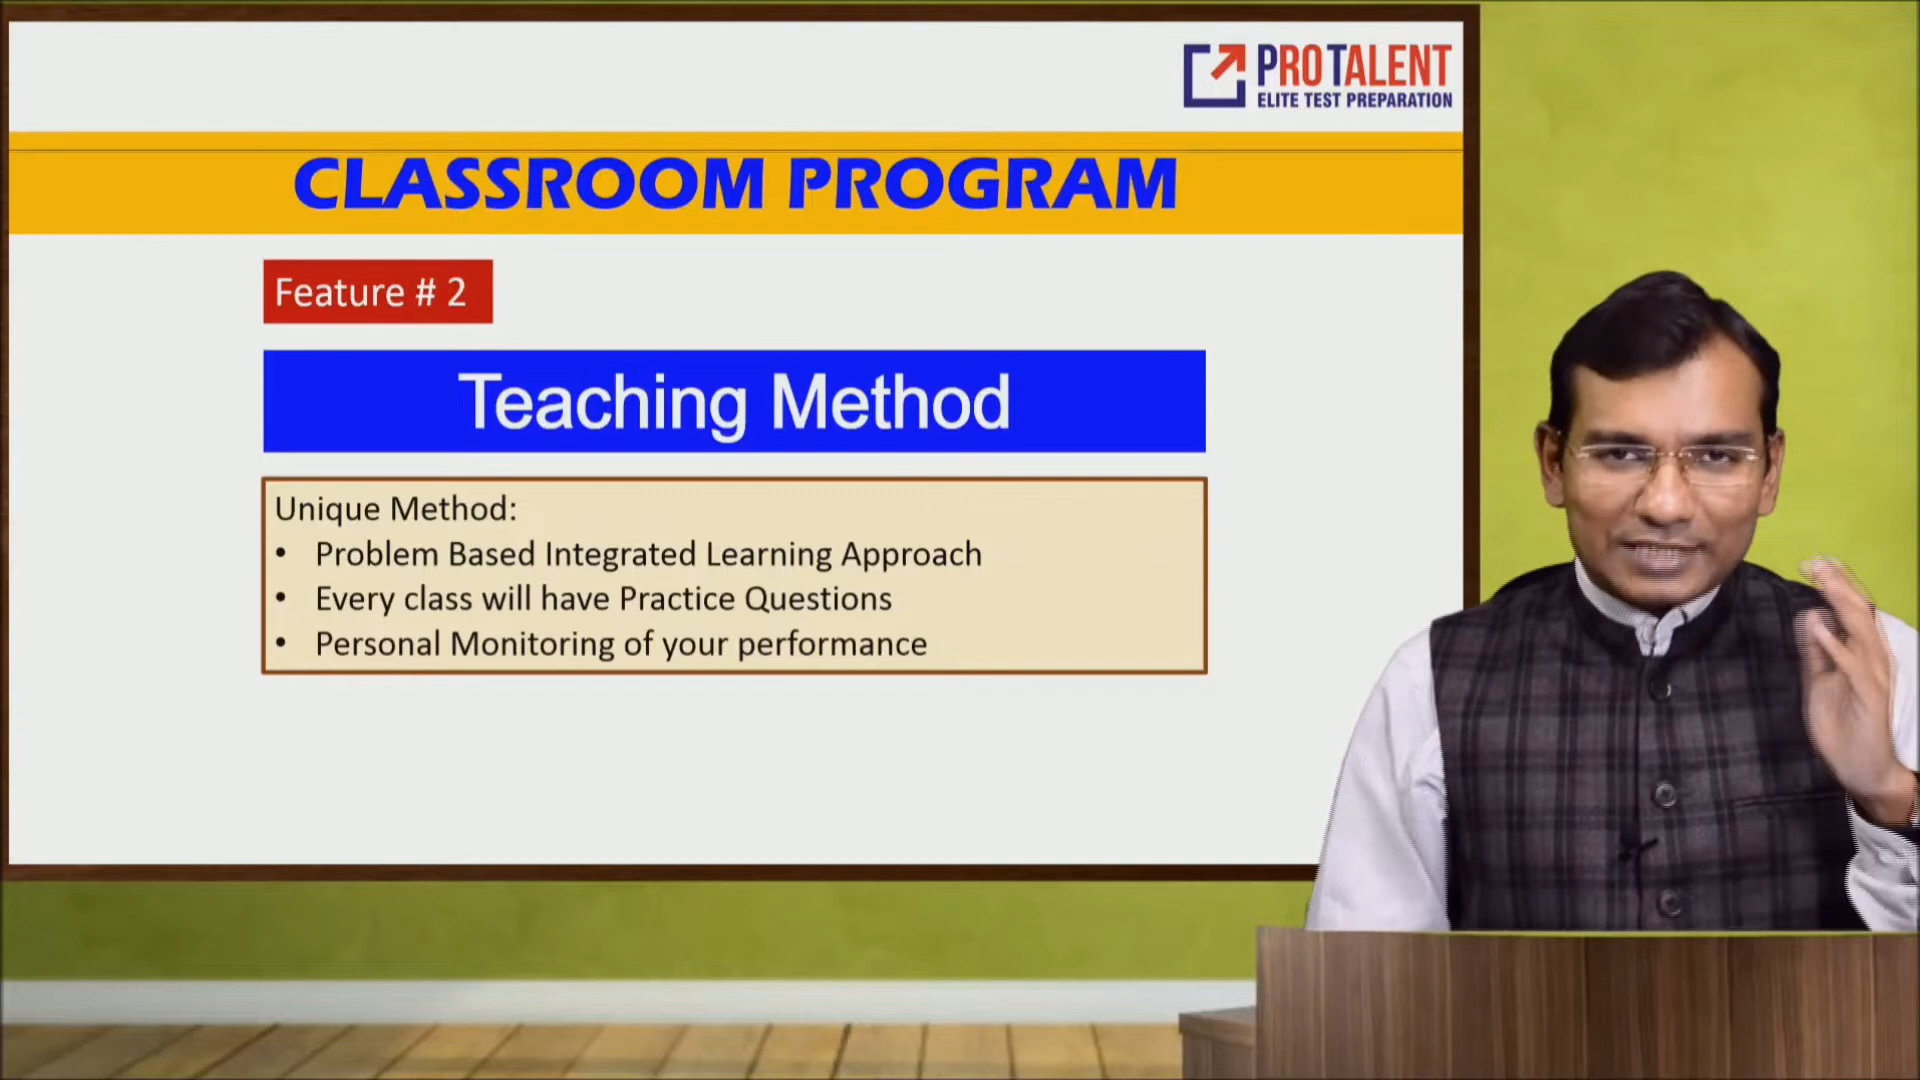 PROTALENT
ELITE TEST PREPARATION
CLASSROOM PROGRAM
Feature # 2
Teaching Method
Unique Method:
• Problem Based Integrated Learning Approach
• Every class will have Practice Questions
• Personal Monitoring of your performance